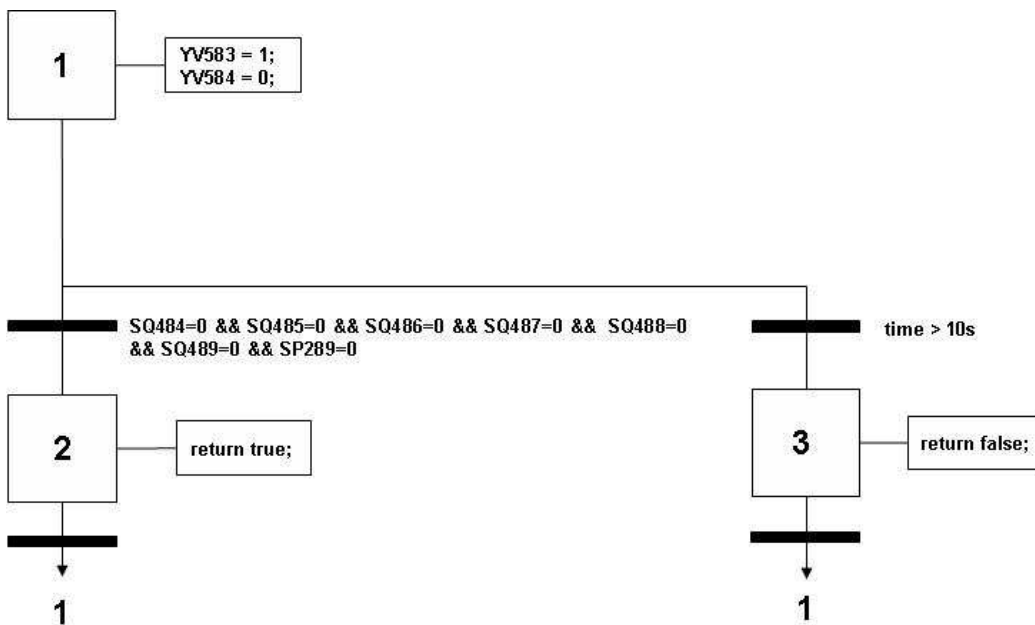 1
YV583 = 1;
YV584 = 0;
SQ484=0 && SQ485=0 && SQ486=0 && SQ487=0 && SQ488=0
&& SQ489=0 && SP289=0
time > 10s
2
return true;
3
return false;
1
1